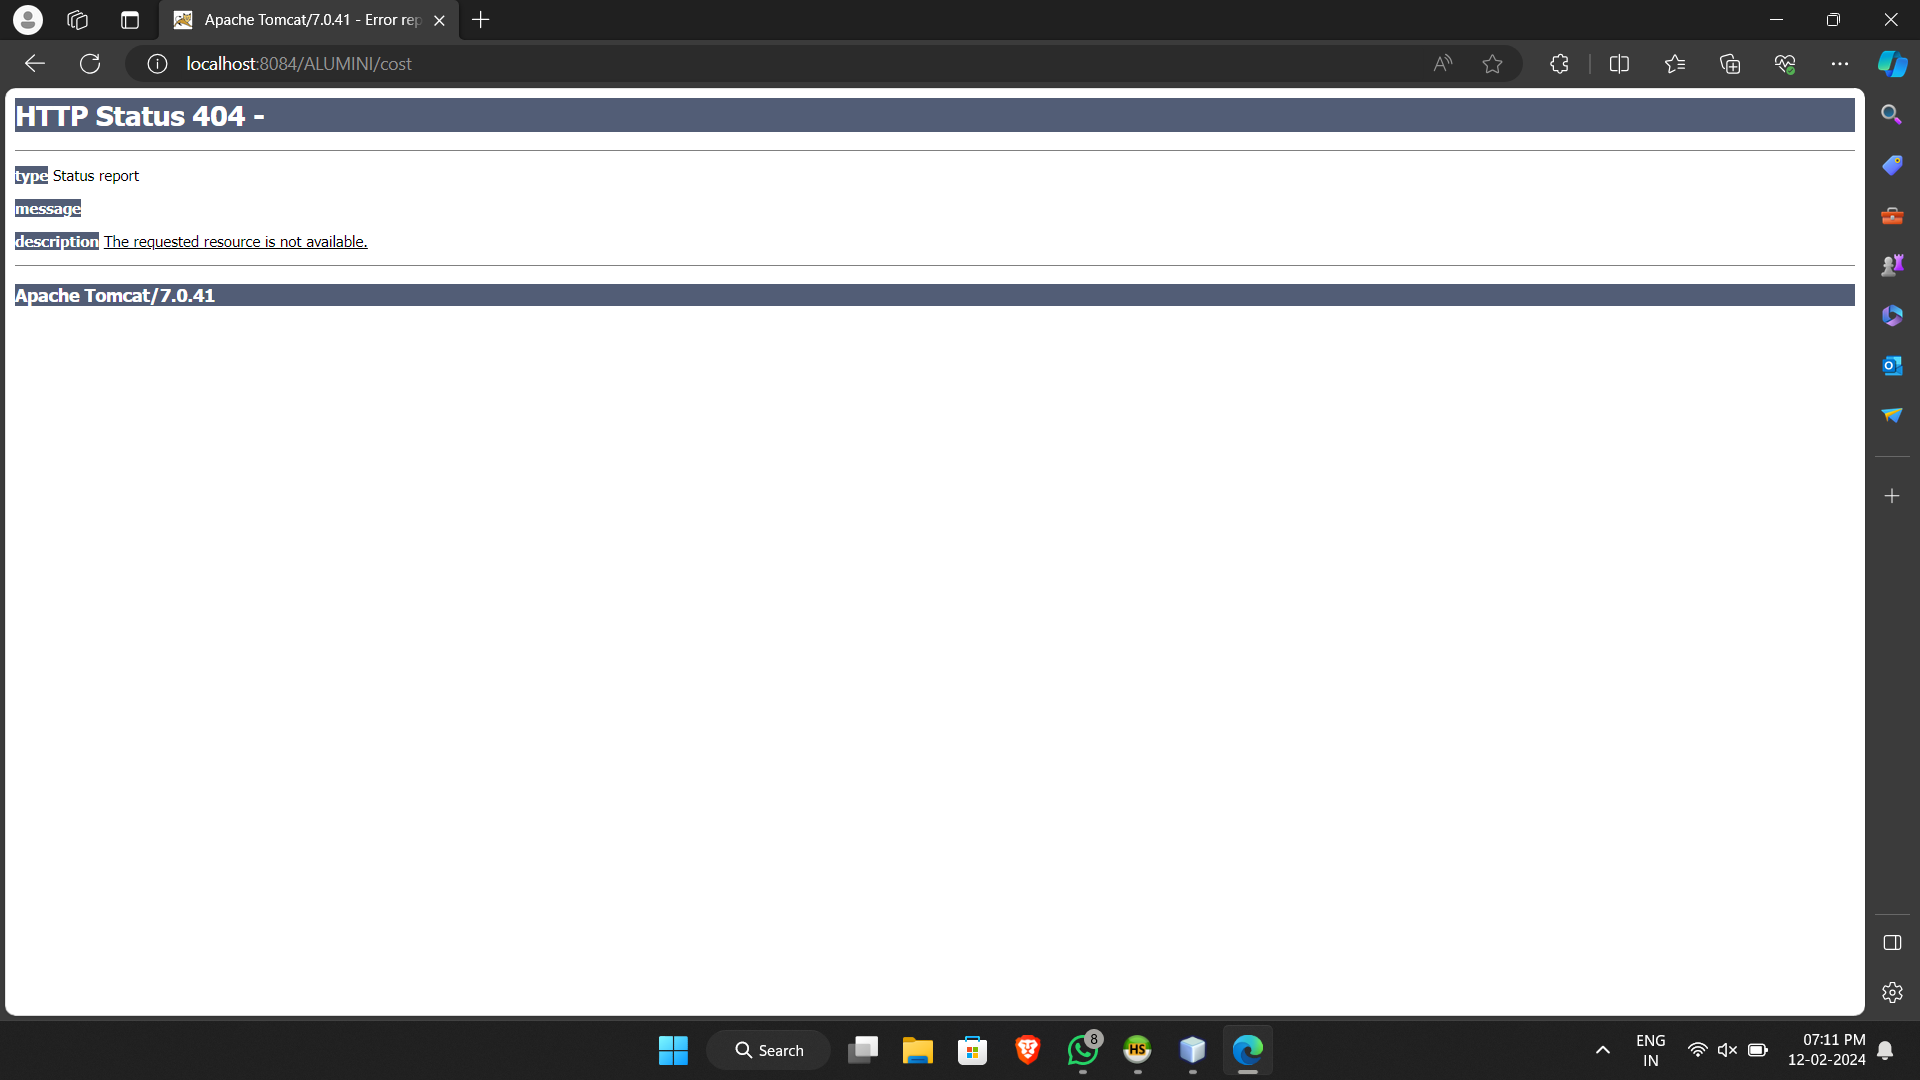 Apache Tomcat/7.0.41 - Error rep
localhost:8084/ALUMINI/cost
HTTP Status 404 -
type Status report
message
description The requested resource is not available.
Apache Tomcat/7.0.41
Search
8
HS
ENG
IN
07:11 PM
12-02-2024